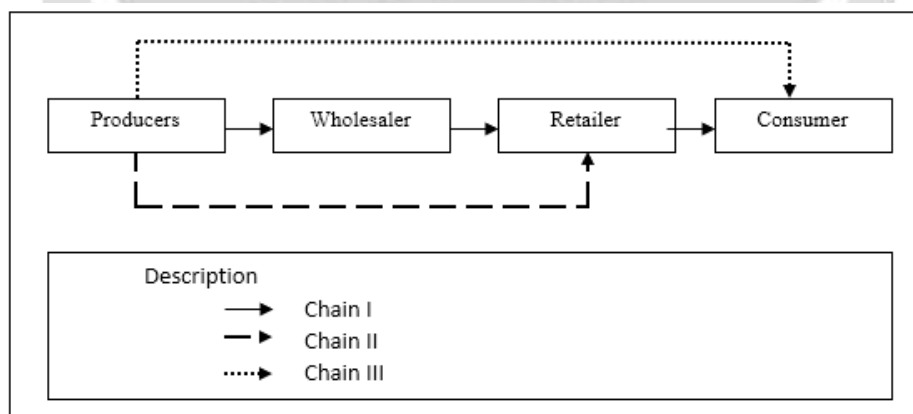 Producers
Wholesaler
Retailer
Consumer
Description
Chain I
Chain II
Chain III